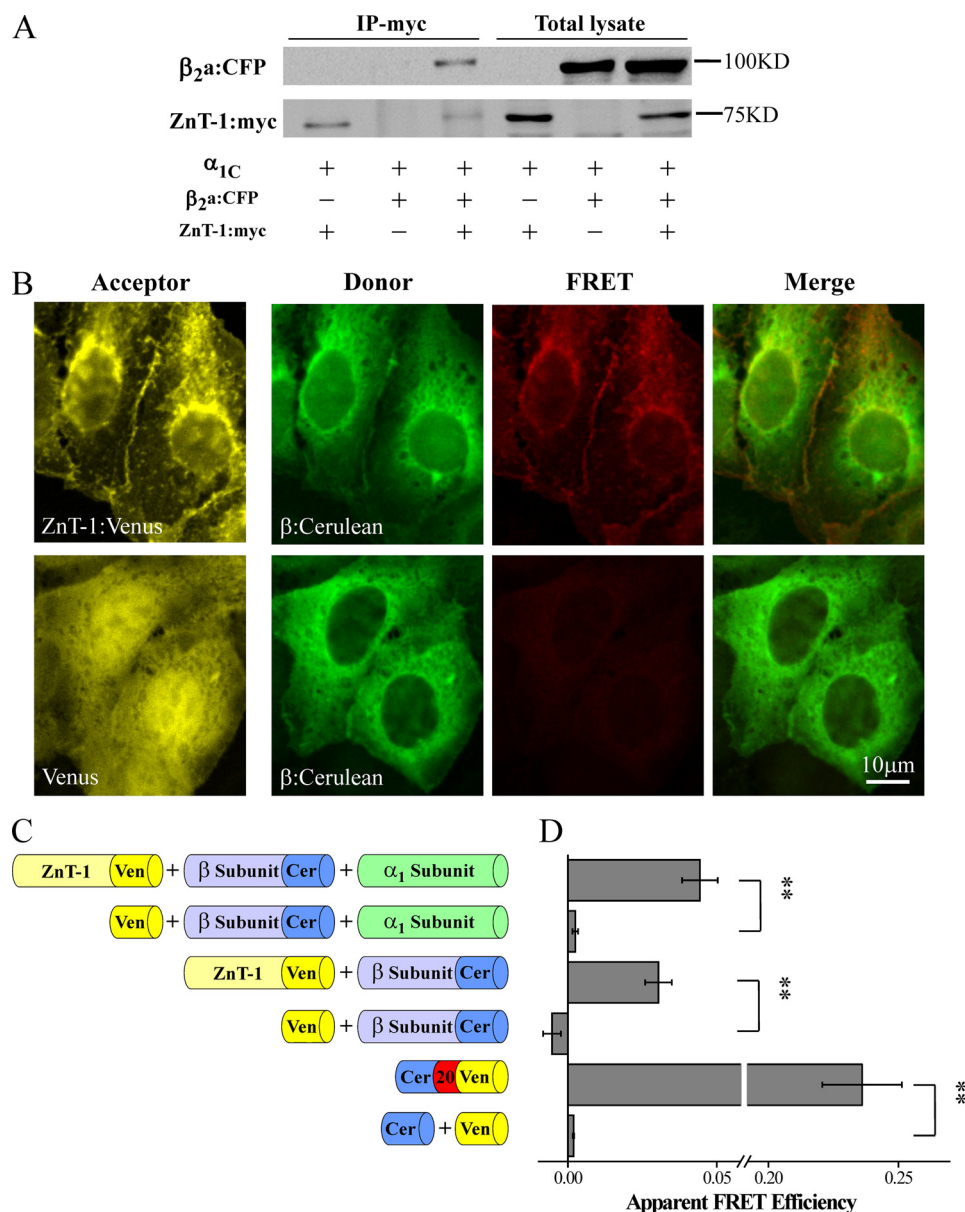 A
IP-myc Total lysate
β2a:CFP 100KD
ZnT-1:myc 75KD
α1C + + + + + +
β2a:CFP − + + − + +
ZnT-1:myc + − + + − +
B
Acceptor Donor FRET Merge
ZnT-1:Venus β:Cerulean
Venus β:Cerulean 10μm
C D
ZnT-1 Ven + β Subunit Cer + α1 Subunit
**
Ven + β Subunit Cer + α1 Subunit
ZnT-1 Ven + β Subunit Cer
**
Ven + β Subunit Cer
Cer 20 Ven
**
Cer + Ven
0.00 0.05 0.20 0.25
Apparent FRET Efficiency